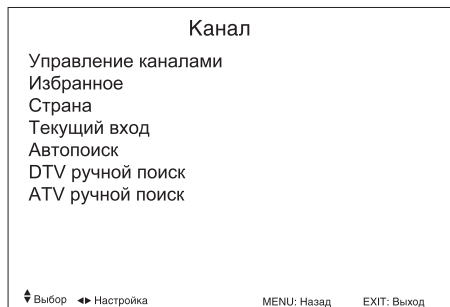 Канал
Управление каналами
Избранное
Страна
Текущий вход
Автопоиск
DTV ручной поиск
ATV ручной поиск
Выбор Настройка MENU: Назад EXIT: Выход